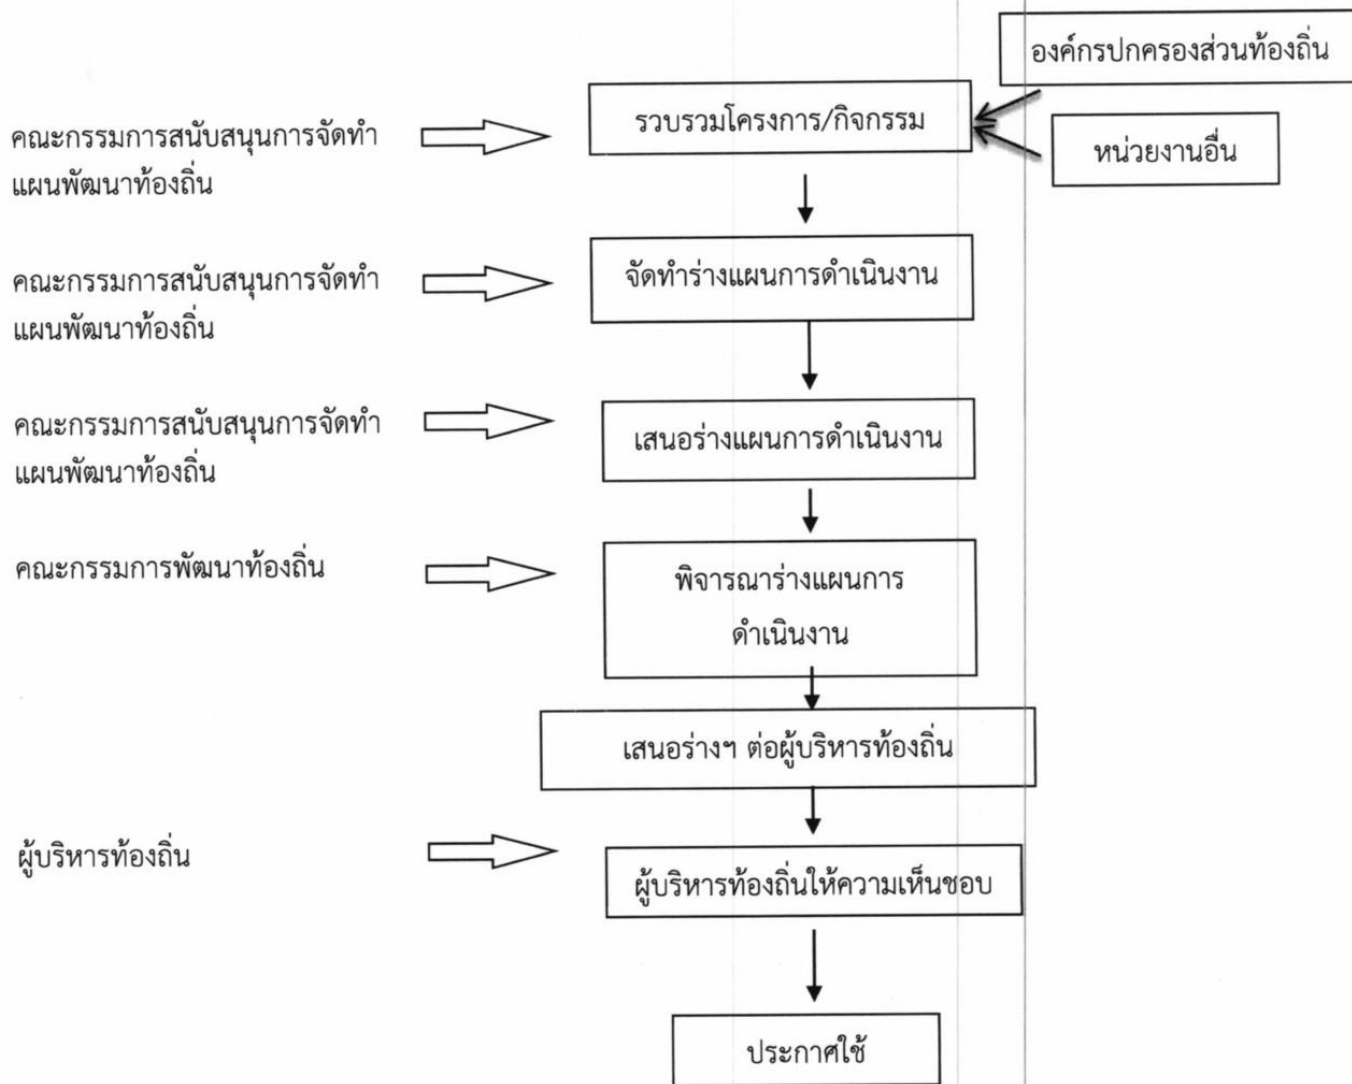 องค์กรปกครองส่วนท้องถิ่น
คณะกรรมการสนับสนุนการจัดทำ
แผนพัฒนาท้องถิ่น
รวบรวมโครงการ/กิจกรรม
หน่วยงานอื่น
คณะกรรมการสนับสนุนการจัดทำ
แผนพัฒนาท้องถิ่น
จัดทำร่างแผนการดำเนินงาน
คณะกรรมการสนับสนุนการจัดทำ
แผนพัฒนาท้องถิ่น
เสนอร่างแผนการดำเนินงาน
คณะกรรมการพัฒนาท้องถิ่น
พิจารณาร่างแผนการ
ดำเนินงาน
เสนอร่างฯ ต่อผู้บริหารท้องถิ่น
ผู้บริหารท้องถิ่น
ผู้บริหารท้องถิ่นให้ความเห็นชอบ
ประกาศใช้